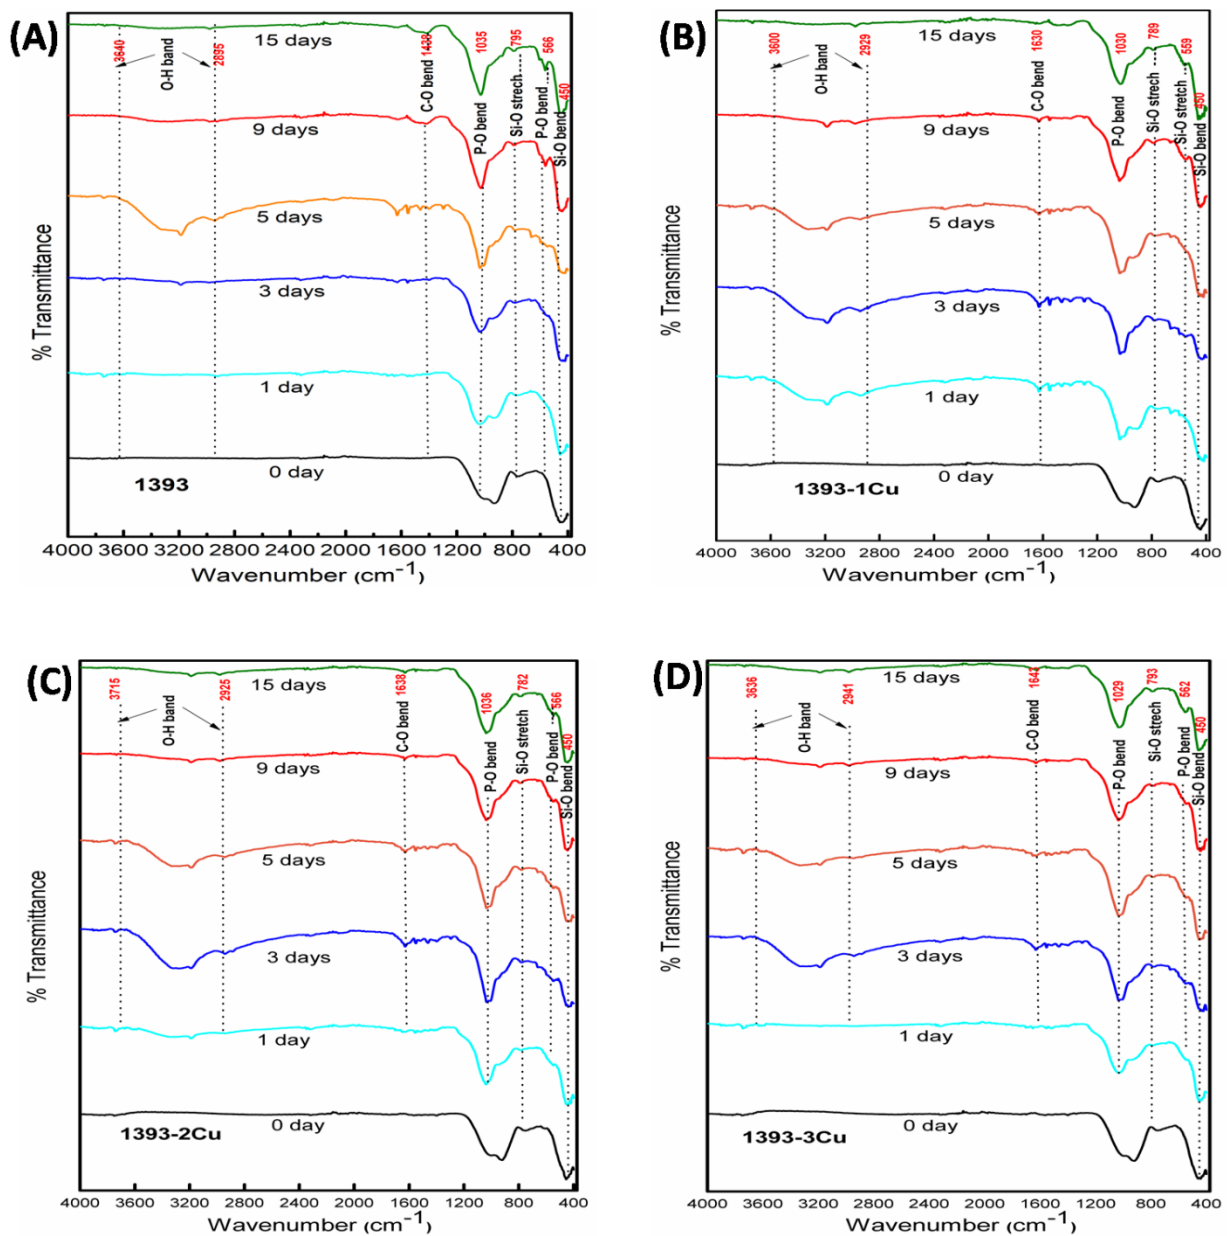 (A)
15 days
3640
2895
1438
1035
795
566
450
O-H band
C-O bend
P-O bend
Si-O strech
P-O bend
Si-O bend
9 days
5 days
3 days
1 day
0 day
1393
% Transmittance
4000 3600 3200 2800 2400 2000 1600 1200 800 400
Wavenumber (cm-1)
(B)
15 days
3600
2929
1630
1030
789
559
450
O-H band
C-O bend
P-O bend
Si-O stretch
Si-O stretch
Si-O bend
9 days
5 days
3 days
1 day
0 day
1393-1Cu
% Transmittance
4000 3600 3200 2800 2400 2000 1600 1200 800 400
Wavenumber (cm-1)
(C)
15 days
3715
2925
1638
1036
782
566
450
O-H band
C-O bend
P-O bend
Si-O stretch
P-O bend
Si-O bend
9 days
5 days
3 days
1 day
0 day
1393-2Cu
% Transmittance
4000 3600 3200 2800 2400 2000 1600 1200 800 400
Wavenumber (cm-1)
(D)
15 days
3636
2941
1029
793
562
450
O-H band
C-O bend
P-O bend
Si-O strech
P-O bend
Si-O bend
9 days
5 days
3 days
1 day
0 day
1393-3Cu
% Transmittance
4000 3600 3200 2800 2400 2000 1600 1200 800 400
Wavenumber (cm-1)